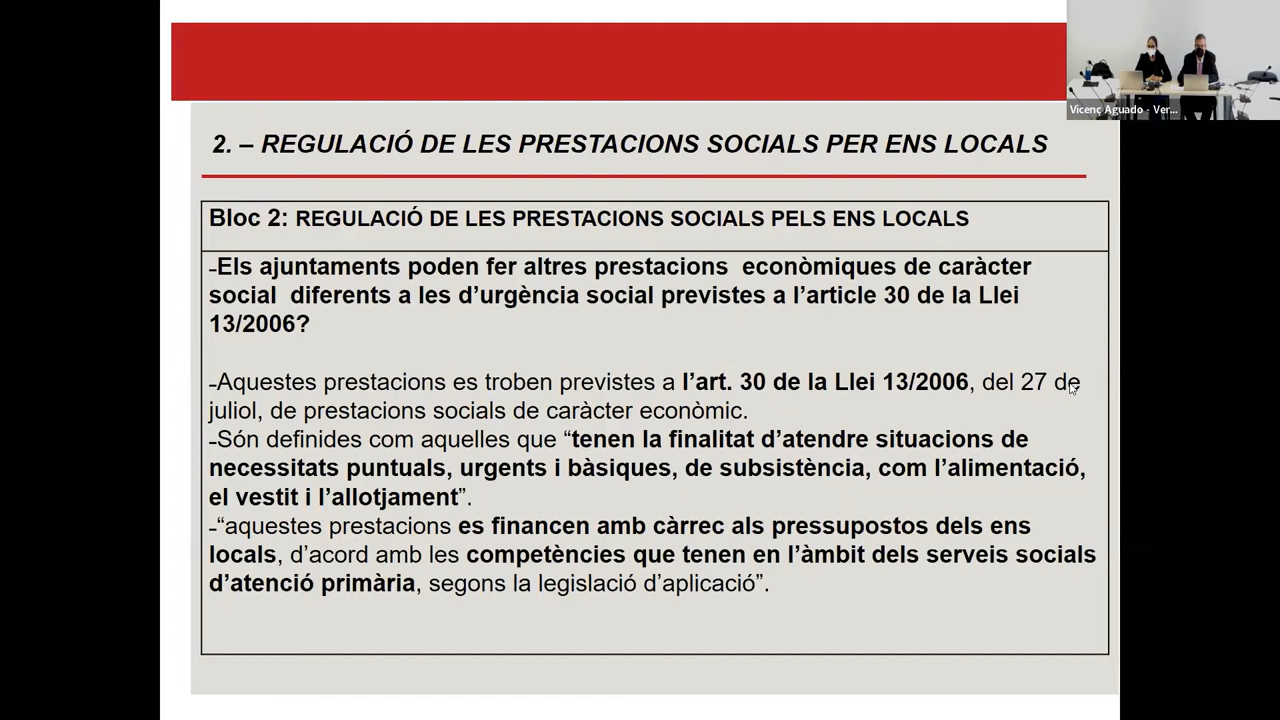 Vicenç Aguado - Ver...
2. – REGULACIÓ DE LES PRESTACIONS SOCIALS PER ENS LOCALS
Bloc 2: REGULACIÓ DE LES PRESTACIONS SOCIALS PELS ENS LOCALS
-Els ajuntaments poden fer altres prestacions  econòmiques de caràcter
social  diferents a les d’urgència social previstes a l’article 30 de la Llei
13/2006?
-Aquestes prestacions es troben previstes a l’art. 30 de la Llei 13/2006, del 27 de
juliol, de prestacions socials de caràcter econòmic.
-Són definides com aquelles que “tenen la finalitat d’atendre situacions de
necessitats puntuals, urgents i bàsiques, de subsistència, com l’alimentació,
el vestit i l’allotjament”.
-“aquestes prestacions es financen amb càrrec als pressupostos dels ens
locals, d’acord amb les competències que tenen en l’àmbit dels serveis socials
d’atenció primària, segons la legislació d’aplicació”.